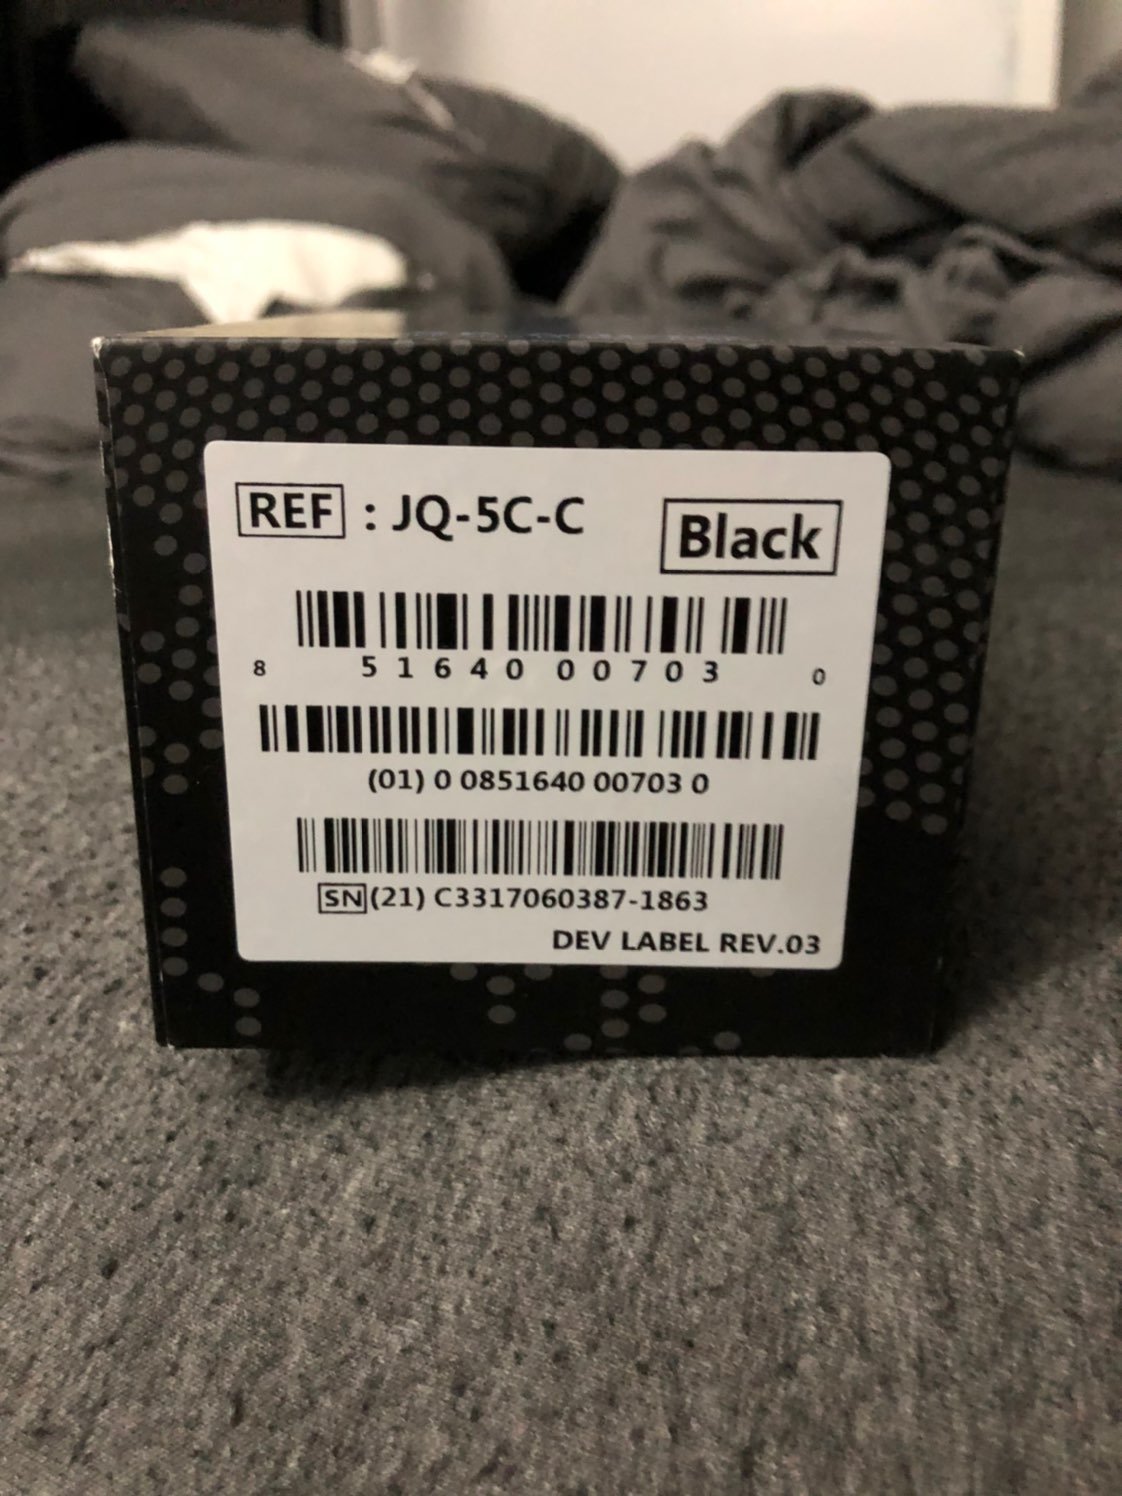 REF : JQ-5C-C
Black
8 51640 00703 0
(01) 0 0851640 00703 0
SN (21) C3317060387-1863
DEV LABEL REV.03